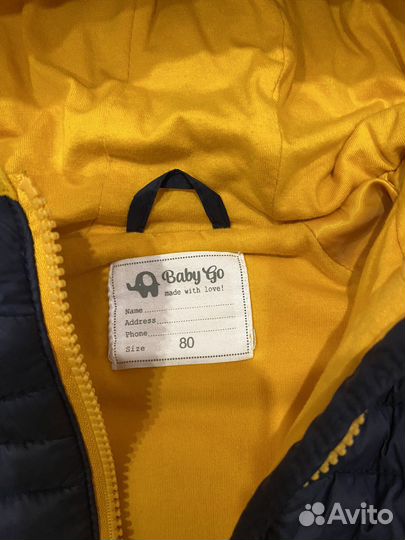 Baby Go
made with love!
Name
Address
Phone
Size 80
Avito